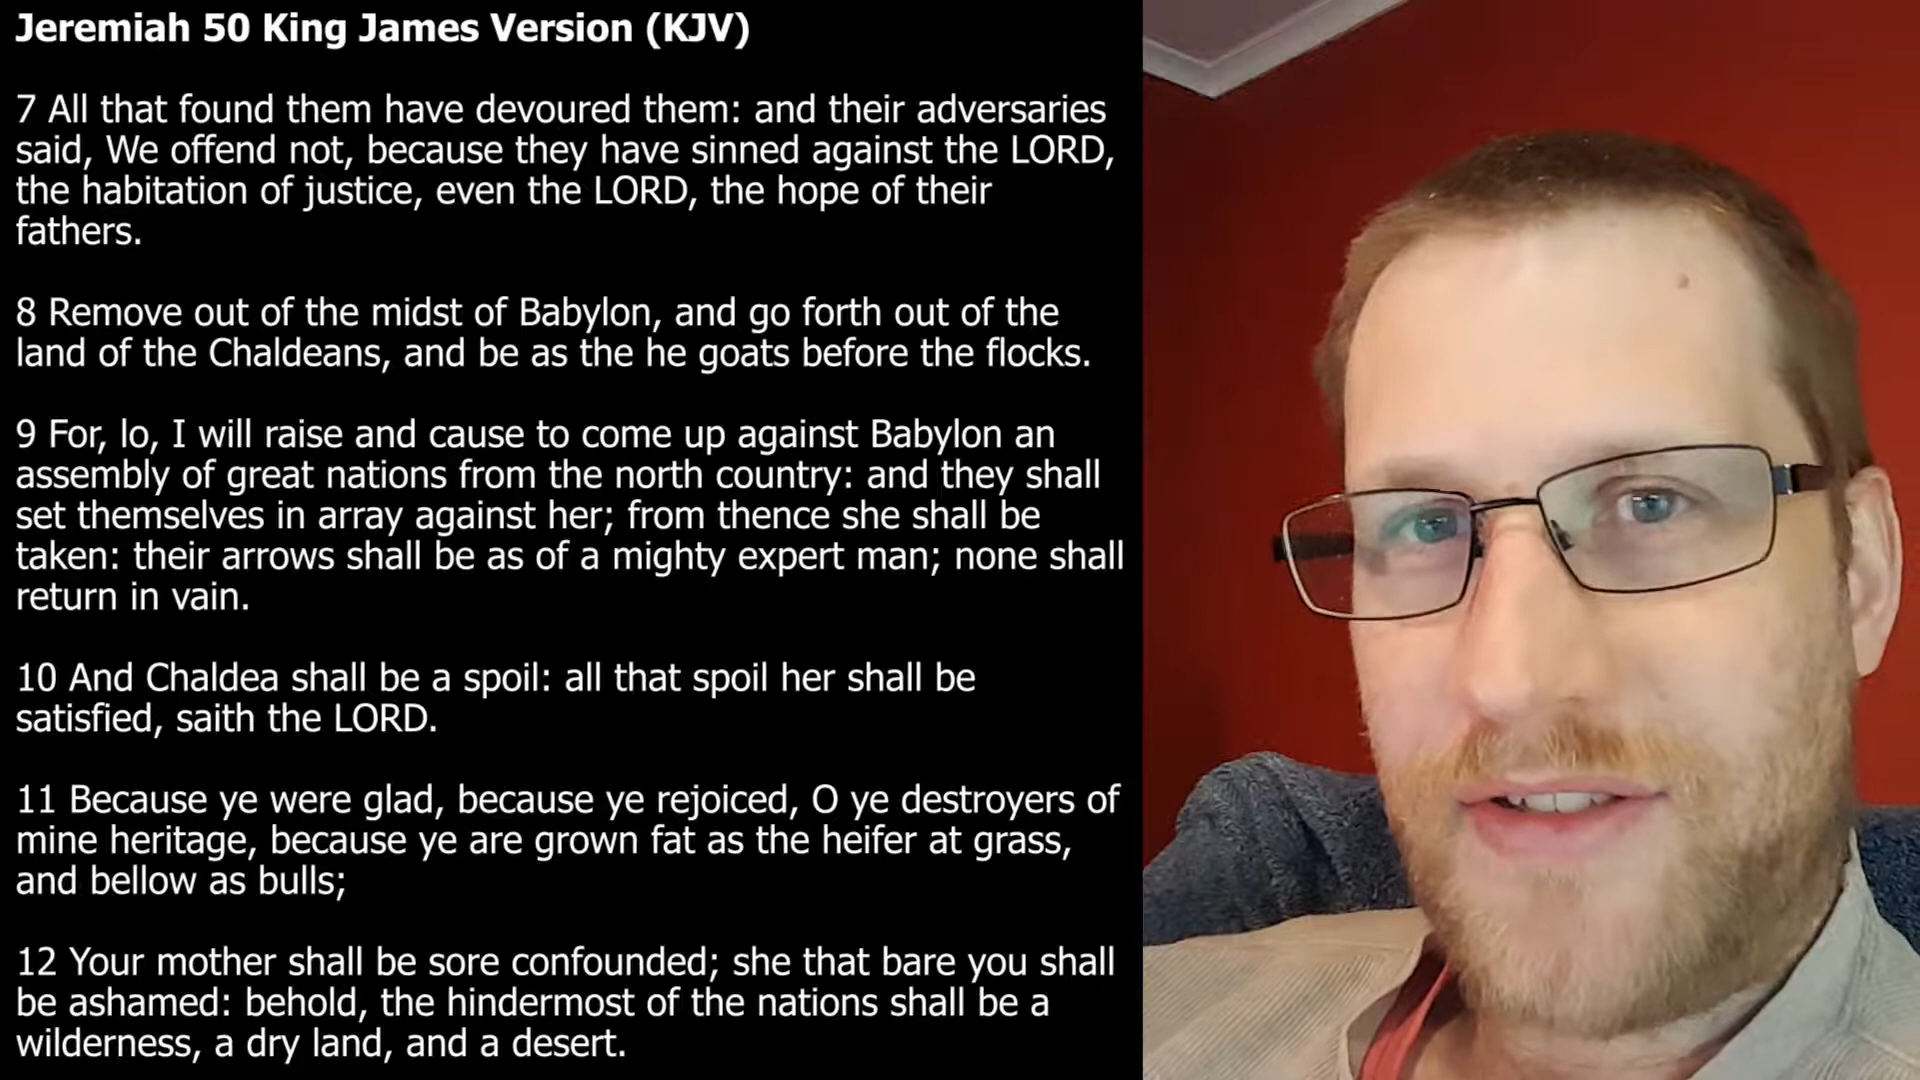 Jeremiah 50 King James Version (KJV)
7 All that found them have devoured them: and their adversaries
said, We offend not, because they have sinned against the LORD,
the habitation of justice, even the LORD, the hope of their
fathers.
8 Remove out of the midst of Babylon, and go forth out of the
land of the Chaldeans, and be as the he goats before the flocks.
9 For, lo, I will raise and cause to come up against Babylon an
assembly of great nations from the north country: and they shall
set themselves in array against her; from thence she shall be
taken: their arrows shall be as of a mighty expert man; none shall
return in vain.
10 And Chaldea shall be a spoil: all that spoil her shall be
satisfied, saith the LORD.
11 Because ye were glad, because ye rejoiced, O ye destroyers of
mine heritage, because ye are grown fat as the heifer at grass,
and bellow as bulls;
12 Your mother shall be sore confounded; she that bare you shall
be ashamed: behold, the hindermost of the nations shall be a
wilderness, a dry land, and a desert.